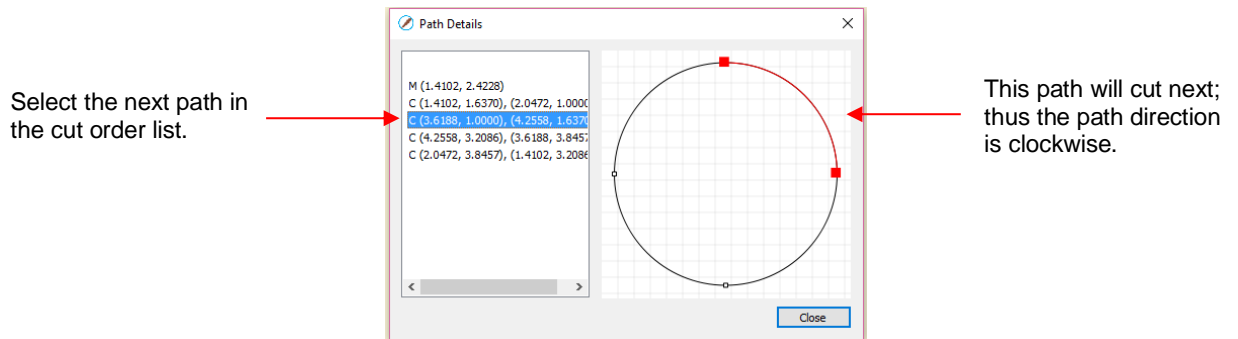 Path Details
Select the next path in
the cut order list.
M (1.4102, 2.4228)
C (1.4102, 1.6370), (2.0472, 1.0000
C (3.6188, 1.0000), (4.2558, 1.6370
C (4.2558, 3.2086), (3.6188, 3.8457
C (2.0472, 3.8457), (1.4102, 3.2086
This path will cut next;
thus the path direction
is clockwise.
Close